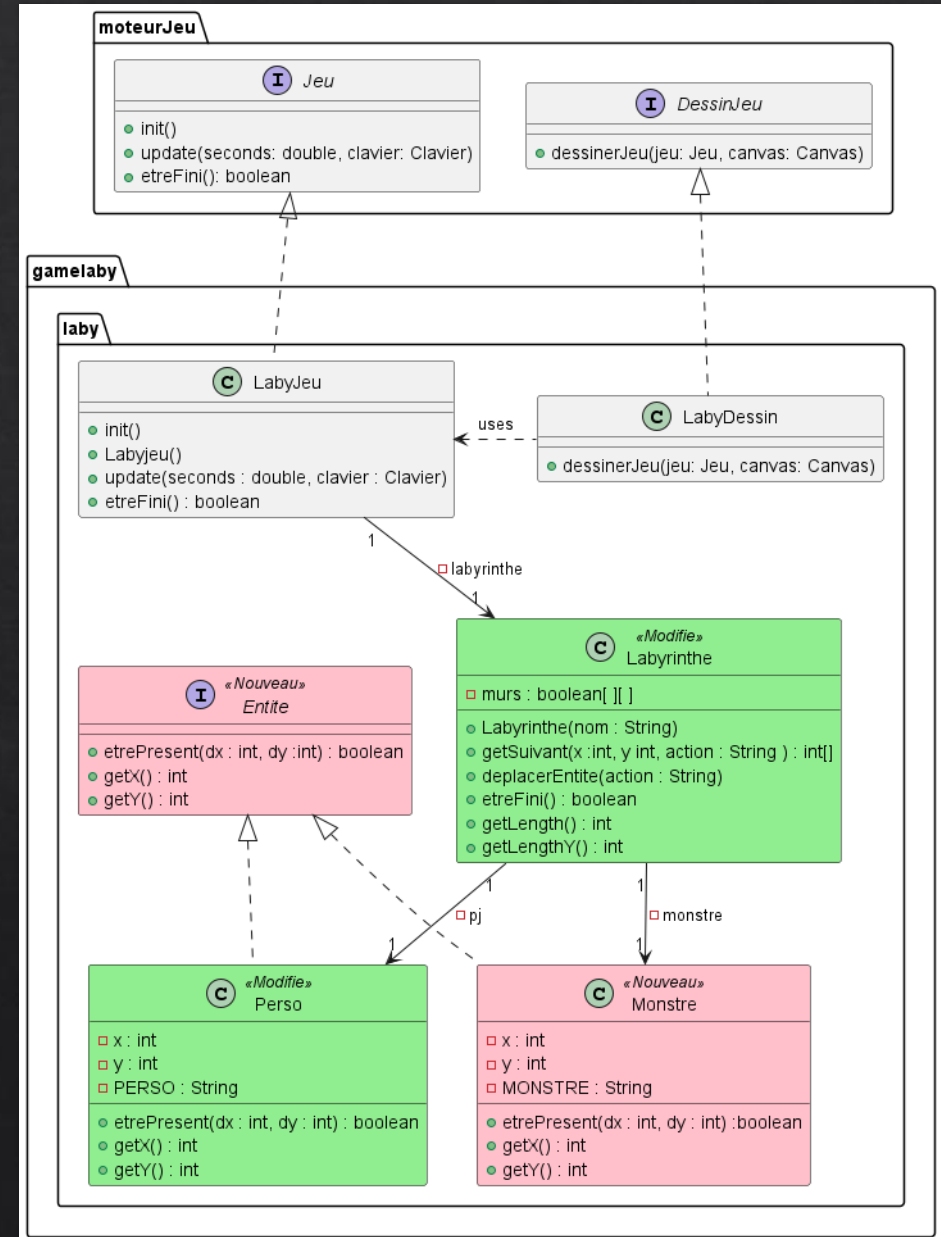 moteurJeu
I Jeu
init()
update(seconds: double, clavier: Clavier)
etreFini(): boolean
I DessinJeu
dessinerJeu(jeu: Jeu, canvas: Canvas)
gamelaby
laby
C LabyJeu
init()
Labyjeu()
update(seconds : double, clavier : Clavier)
etreFini() : boolean
uses
C LabyDessin
dessinerJeu(jeu: Jeu, canvas: Canvas)
1
labyrinthe
1
«Nouveau»
I Entite
etrePresent(dx : int, dy :int) : boolean
getX() : int
getY() : int
«Modifie»
C Labyrinthe
murs : boolean[ ][ ]
Labyrinthe(nom : String)
getSuivant(x :int, y int, action : String ) : int[]
deplacerEntite(action : String)
etreFini() : boolean
getLength() : int
getLengthY() : int
1
pj
1
1
monstre
1
«Modifie»
C Perso
x : int
y : int
PERSO : String
etrePresent(dx : int, dy : int) : boolean
getX() : int
getY() : int
«Nouveau»
C Monstre
x : int
y : int
MONSTRE : String
etrePresent(dx : int, dy : int) :boolean
getX() : int
getY() : int